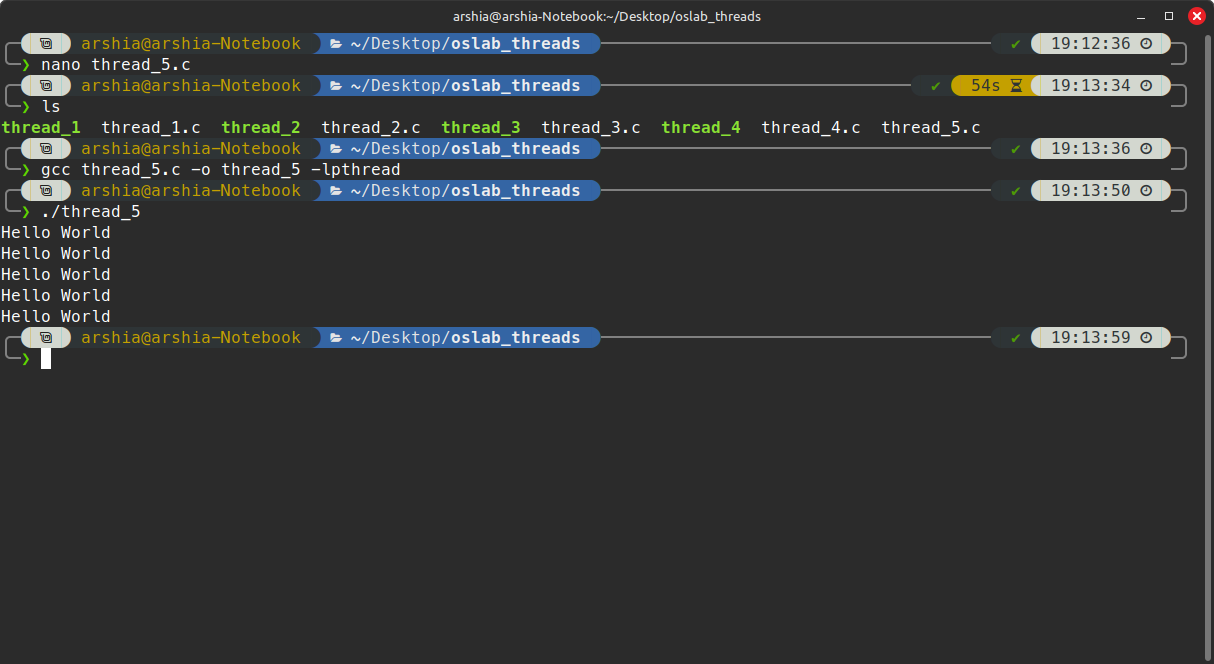 arshia@arshia-Notebook:~/Desktop/oslab_threads
arshia@arshia-Notebook ~/Desktop/oslab_threads ✔ 19:12:36
❯ nano thread_5.c
arshia@arshia-Notebook ~/Desktop/oslab_threads ✔ 54s 19:13:34
❯ ls
thread_1 thread_1.c thread_2 thread_2.c thread_3 thread_3.c thread_4 thread_4.c thread_5.c
arshia@arshia-Notebook ~/Desktop/oslab_threads ✔ 19:13:36
❯ gcc thread_5.c -o thread_5 -lpthread
arshia@arshia-Notebook ~/Desktop/oslab_threads ✔ 19:13:50
❯ ./thread_5
Hello World
Hello World
Hello World
Hello World
Hello World
arshia@arshia-Notebook ~/Desktop/oslab_threads ✔ 19:13:59
❯